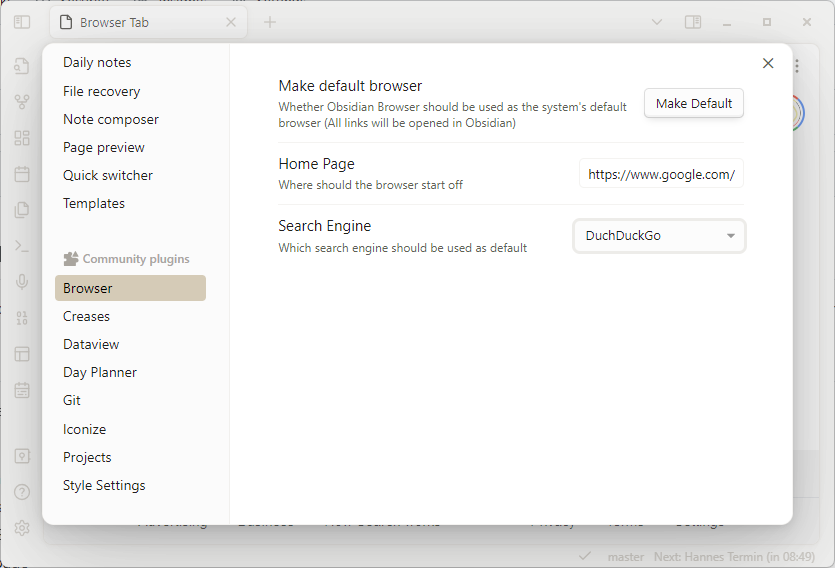 Browser Tab
Daily notes
File recovery
Note composer
Page preview
Quick switcher
Templates
Community plugins
Browser
Creases
Dataview
Day Planner
Git
Iconize
Projects
Style Settings
Make default browser
Whether Obsidian Browser should be used as the system's default
browser (All links will be opened in Obsidian)
Make Default
Home Page
Where should the browser start off
https://www.google.com/
Search Engine
Which search engine should be used as default
DuchDuckGo
Advertising Business How Search works Privacy Terms Settings
master Next: Hannes Termin (in 08:49)